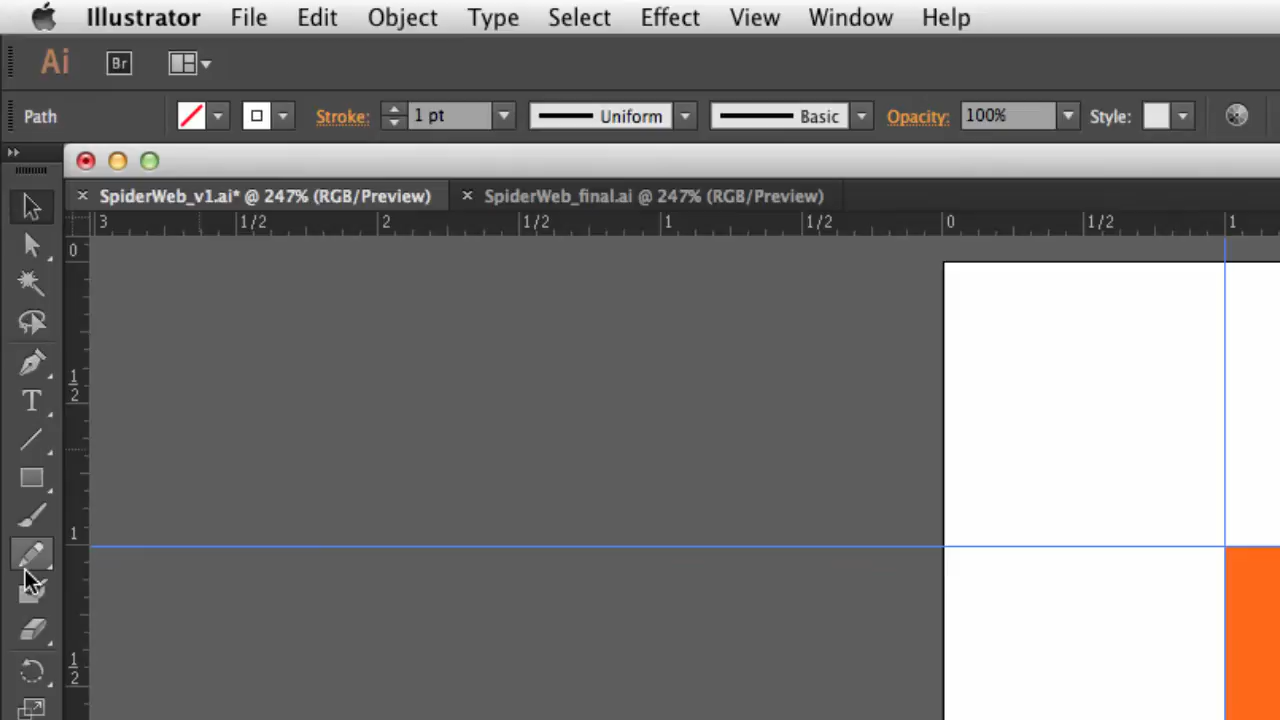 Illustrator File Edit Object Type Select Effect View Window Help
Ai Br
Path Stroke: 1 pt Uniform Basic Opacity: 100% Style:
SpiderWeb_v1.ai* @ 247% (RGB/Preview) SpiderWeb_final.ai @ 247% (RGB/Preview)
3 1/2 2 1/2 1 1/2 0 1/2 1
0
1
2
T
1
1
2